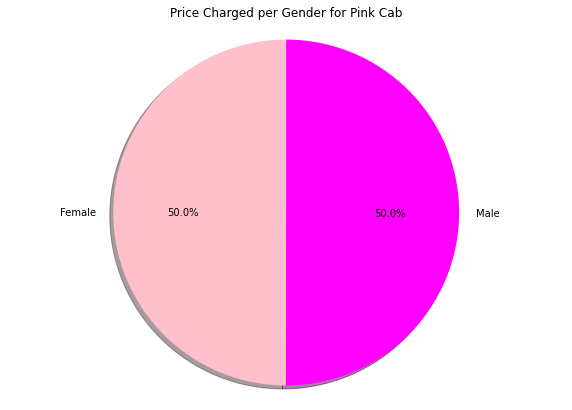 Price Charged per Gender for Pink Cab
Female
50.0%
50.0%
Male